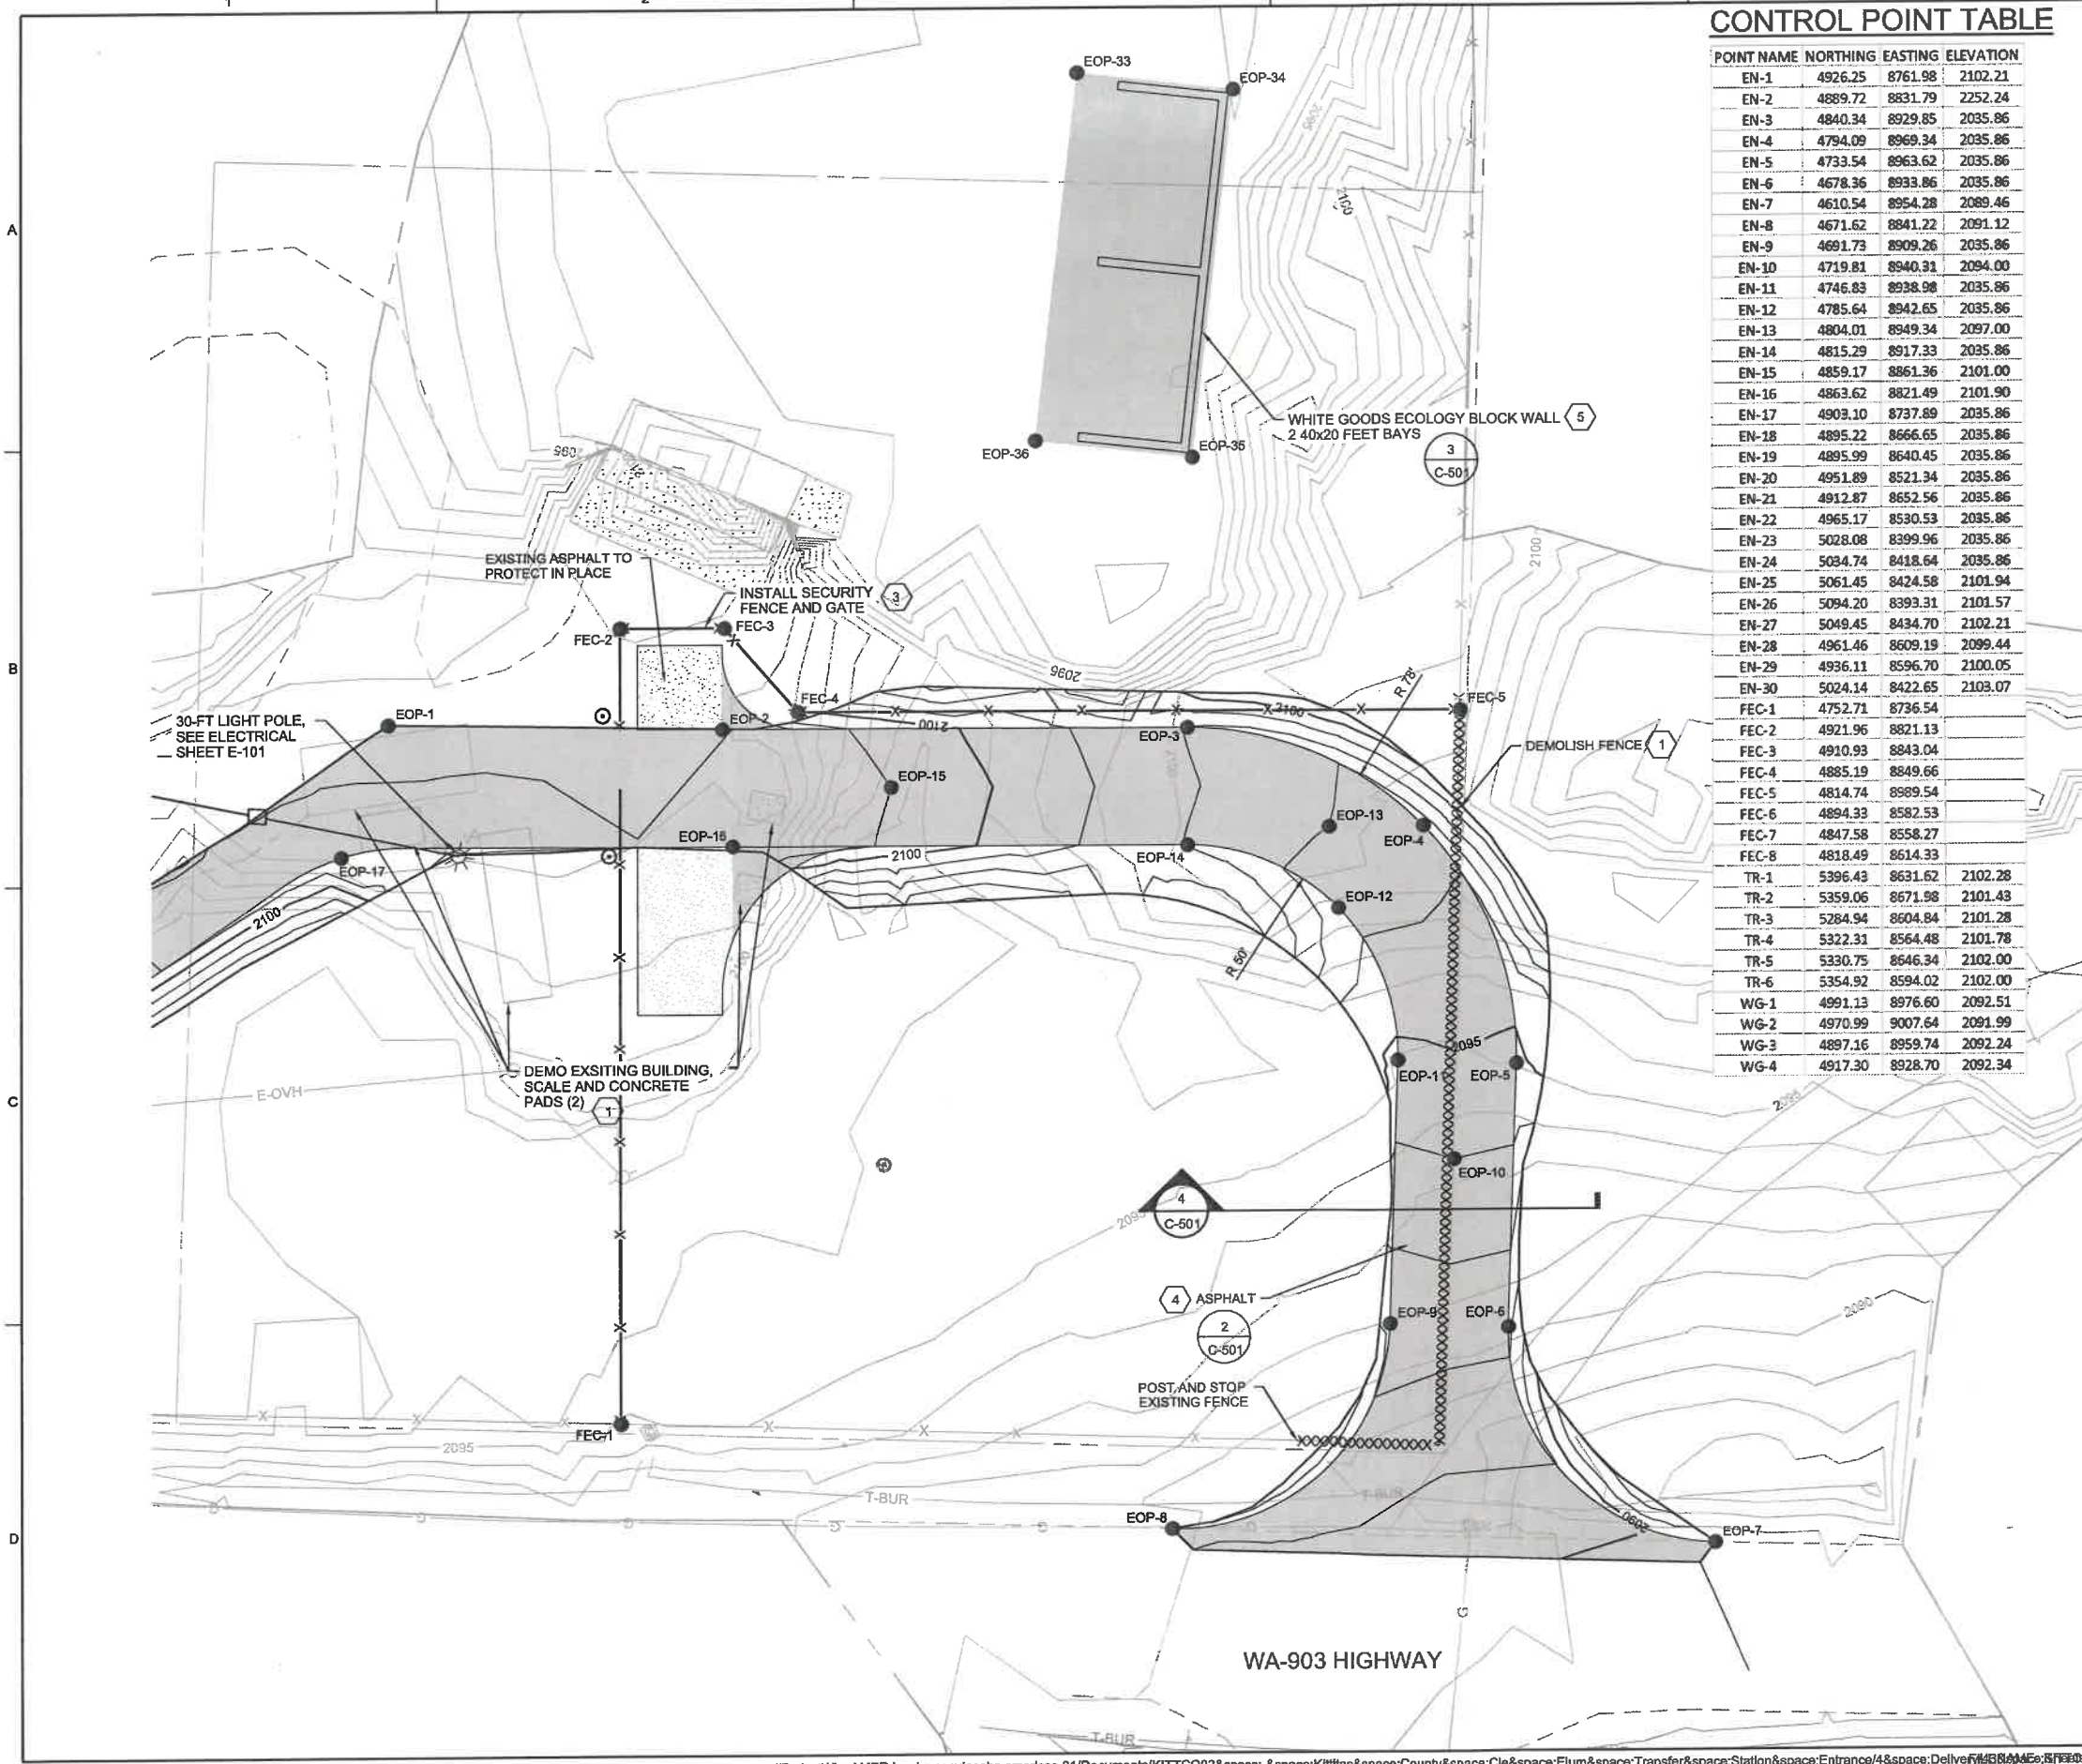 1
2
CONTROL POINT TABLE
POINT NAME NORTHING EASTING ELEVATION
EN-1 4926.25 8761.98 2102.21
EN-2 4889.72 8831.79 2252.24
EN-3 4840.34 8929.85 2035.86
EN-4 4794.09 8969.34 2035.86
EN-5 4733.54 8963.62 2035.86
EN-6 4678.36 8933.86 2035.86
EN-7 4610.54 8954.28 2089.46
EN-8 4671.62 8841.22 2091.12
EN-9 4691.73 8909.26 2035.86
EN-10 4719.81 8940.31 2094.00
EN-11 4746.83 8938.98 2035.86
EN-12 4785.64 8942.65 2035.86
EN-13 4804.01 8949.34 2097.00
EN-14 4815.29 8917.33 2035.86
EN-15 4859.17 8861.36 2101.00
EN-16 4863.62 8821.49 2101.90
EN-17 4903.10 8737.89 2035.86
EN-18 4895.22 8666.65 2035.86
EN-19 4895.99 8640.45 2035.86
EN-20 4951.89 8521.34 2035.86
EN-21 4912.87 8652.56 2035.86
EN-22 4965.17 8530.53 2035.86
EN-23 5028.08 8399.96 2035.86
EN-24 5034.74 8418.64 2035.86
EN-25 5061.45 8424.58 2101.94
EN-26 5094.20 8393.31 2101.57
EN-27 5049.45 8434.70 2102.21
EN-28 4961.46 8609.19 2099.44
EN-29 4936.11 8596.70 2100.05
EN-30 5024.14 8422.65 2103.07
FEC-1 4752.71 8736.54
FEC-2 4921.96 8821.13
FEC-3 4910.93 8843.04
FEC-4 4885.19 8849.66
FEC-5 4814.74 8989.54
FEC-6 4894.33 8582.53
FEC-7 4847.58 8558.27
FEC-8 4818.49 8614.33
TR-1 5396.43 8631.62 2102.28
TR-2 5359.06 8671.98 2101.43
TR-3 5284.94 8604.84 2101.28
TR-4 5322.31 8564.48 2101.78
TR-5 5330.75 8646.34 2102.00
TR-6 5354.92 8594.02 2102.00
WG-1 4991.13 8976.60 2092.51
WG-2 4970.99 9007.64 2091.99
WG-3 4897.16 8959.74 2092.24
WG-4 4917.30 8928.70 2092.34
EOP-33
EOP-34
2095
2100
A
WHITE GOODS ECOLOGY BLOCK WALL 5
2 40x20 FEET BAYS
EOP-36
EOP-35
3
C-501
2100
EXISTING ASPHALT TO
PROTECT IN PLACE
INSTALL SECURITY
FENCE AND GATE
3
FEC-2
FEC-3
B
2095
R 78'
FEC-4
FEC-5
2100
2100
30-FT LIGHT POLE,
SEE ELECTRICAL
SHEET E-101
EOP-1
EOP-2
EOP-3
DEMOLISH FENCE 1
EOP-15
EOP-13
EOP-4
EOP-16
2100
EOP-14
EOP-17
EOP-12
2100
R 50'
2095
EOP-11
EOP-5
DEMO EXSITING BUILDING,
SCALE AND CONCRETE
PADS (2)
1
E-OVH
C
2095
EOP-10
4
C-501
2095
4 ASPHALT
2
C-501
EOP-9
EOP-6
2090
POST AND STOP
EXISTING FENCE
FEC-1
2095
T-BUR
T-BUR
EOP-8
2090
EOP-7
D
G
WA-903 HIGHWAY
T-BUR